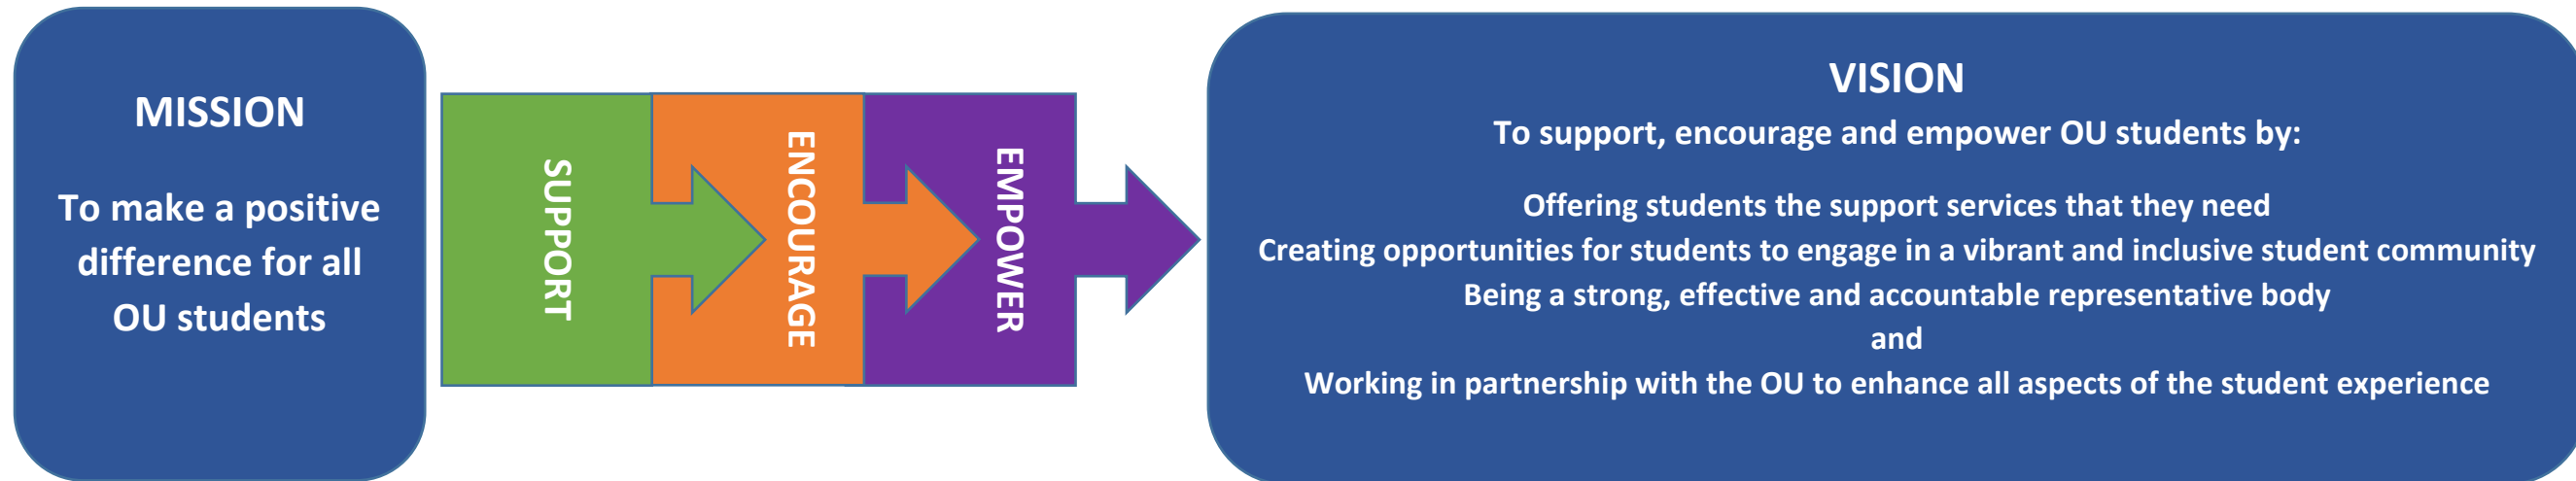 MISSION
To make a positive
difference for all
OU students
SUPPORT
ENCOURAGE
EMPOWER
VISION
To support, encourage and empower OU students by:
Offering students the support services that they need
Creating opportunities for students to engage in a vibrant and inclusive student community
Being a strong, effective and accountable representative body
and
Working in partnership with the OU to enhance all aspects of the student experience